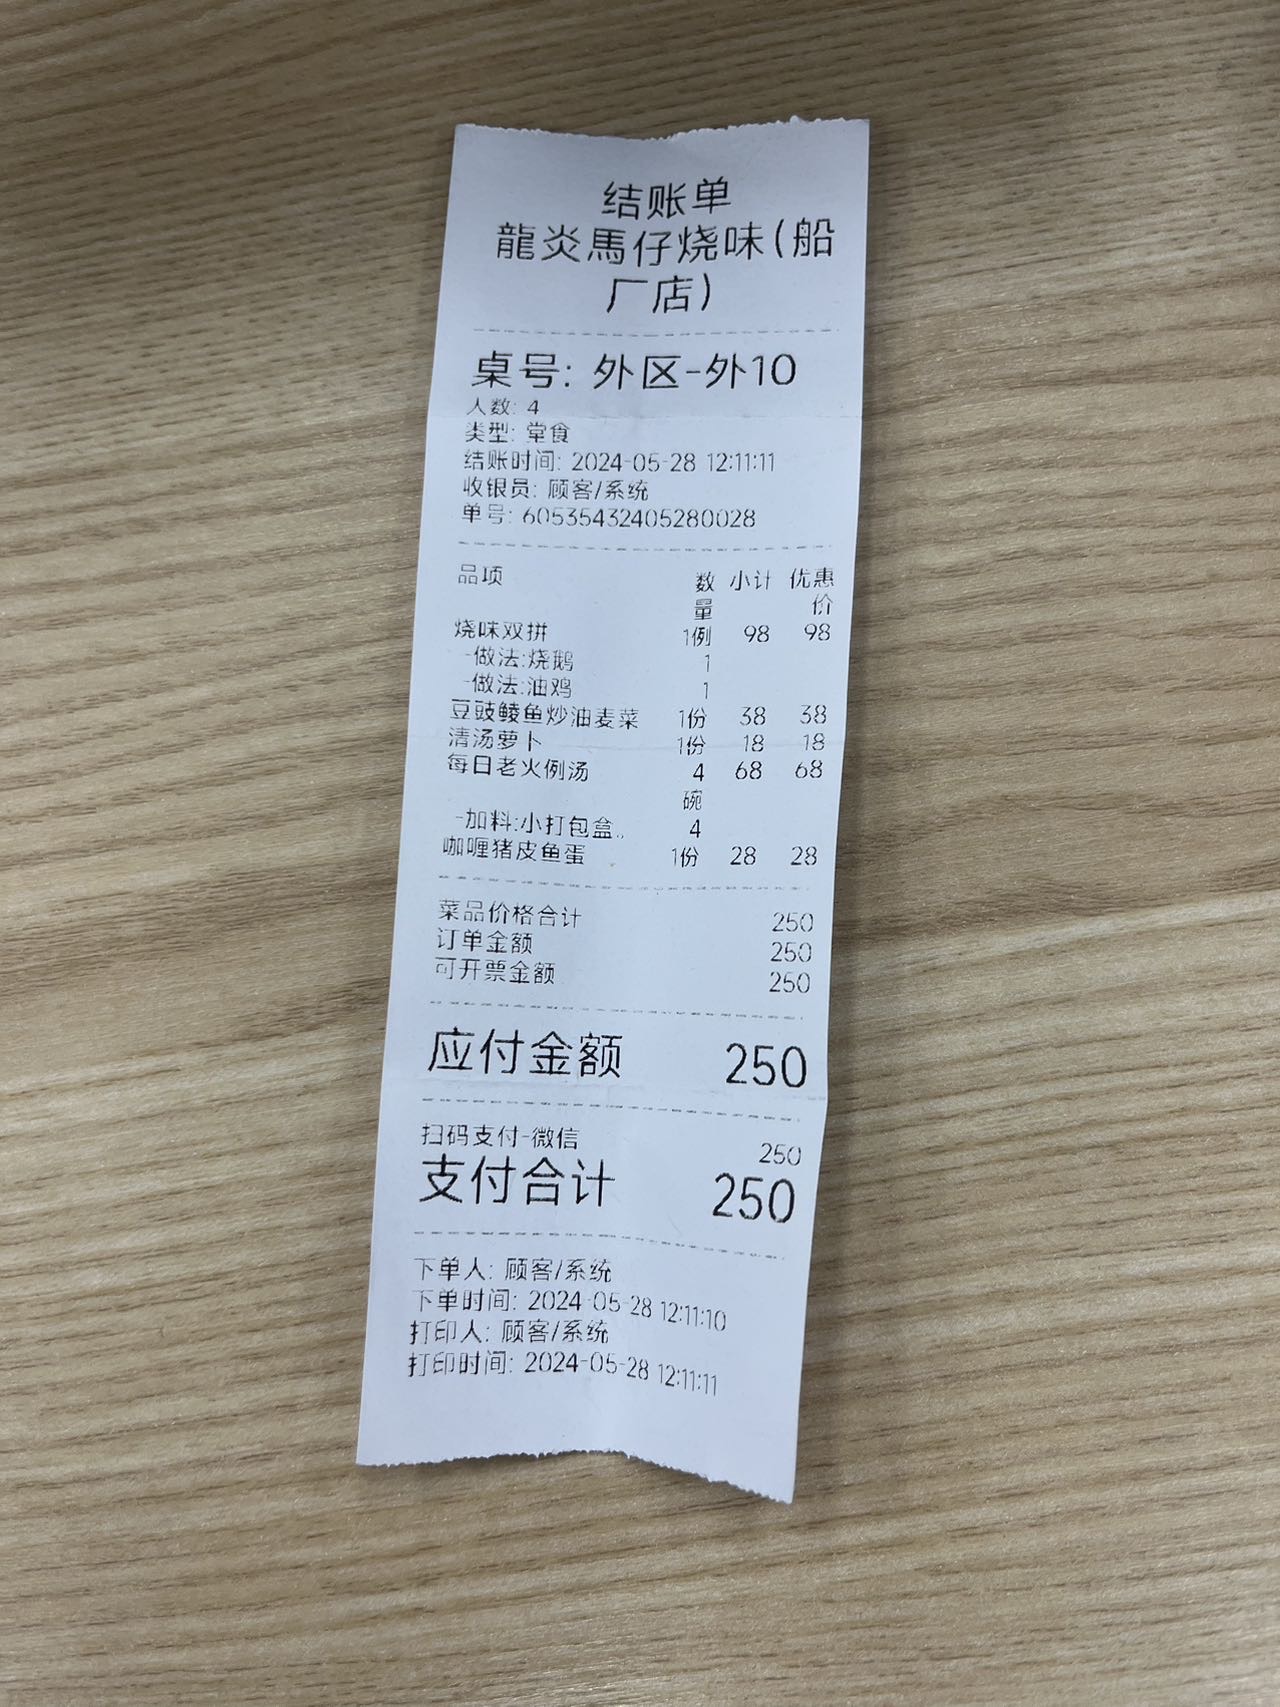 结账单
龍炎馬仔烧味(船
厂店)
桌号: 外区-外10
人数: 4
类型: 堂食
结账时间: 2024-05-28 12:11:11
收银员: 顾客/系统
单号: 60535432405280028
品项 数 小计 优惠
量 价
烧味双拼 1例 98 98
-做法:烧鹅 1
-做法:油鸡 1
豆豉鲮鱼炒油麦菜 1份 38 38
清汤萝卜 1份 18 18
每日老火例汤 4 68 68
碗
-加料:小打包盒.. 4
咖喱猪皮鱼蛋 1份 28 28
菜品价格合计 250
订单金额 250
可开票金额 250
应付金额 250
扫码支付-微信 250
支付合计 250
下单人: 顾客/系统
下单时间: 2024-05-28 12:11:10
打印人: 顾客/系统
打印时间: 2024-05-28 12:11:11